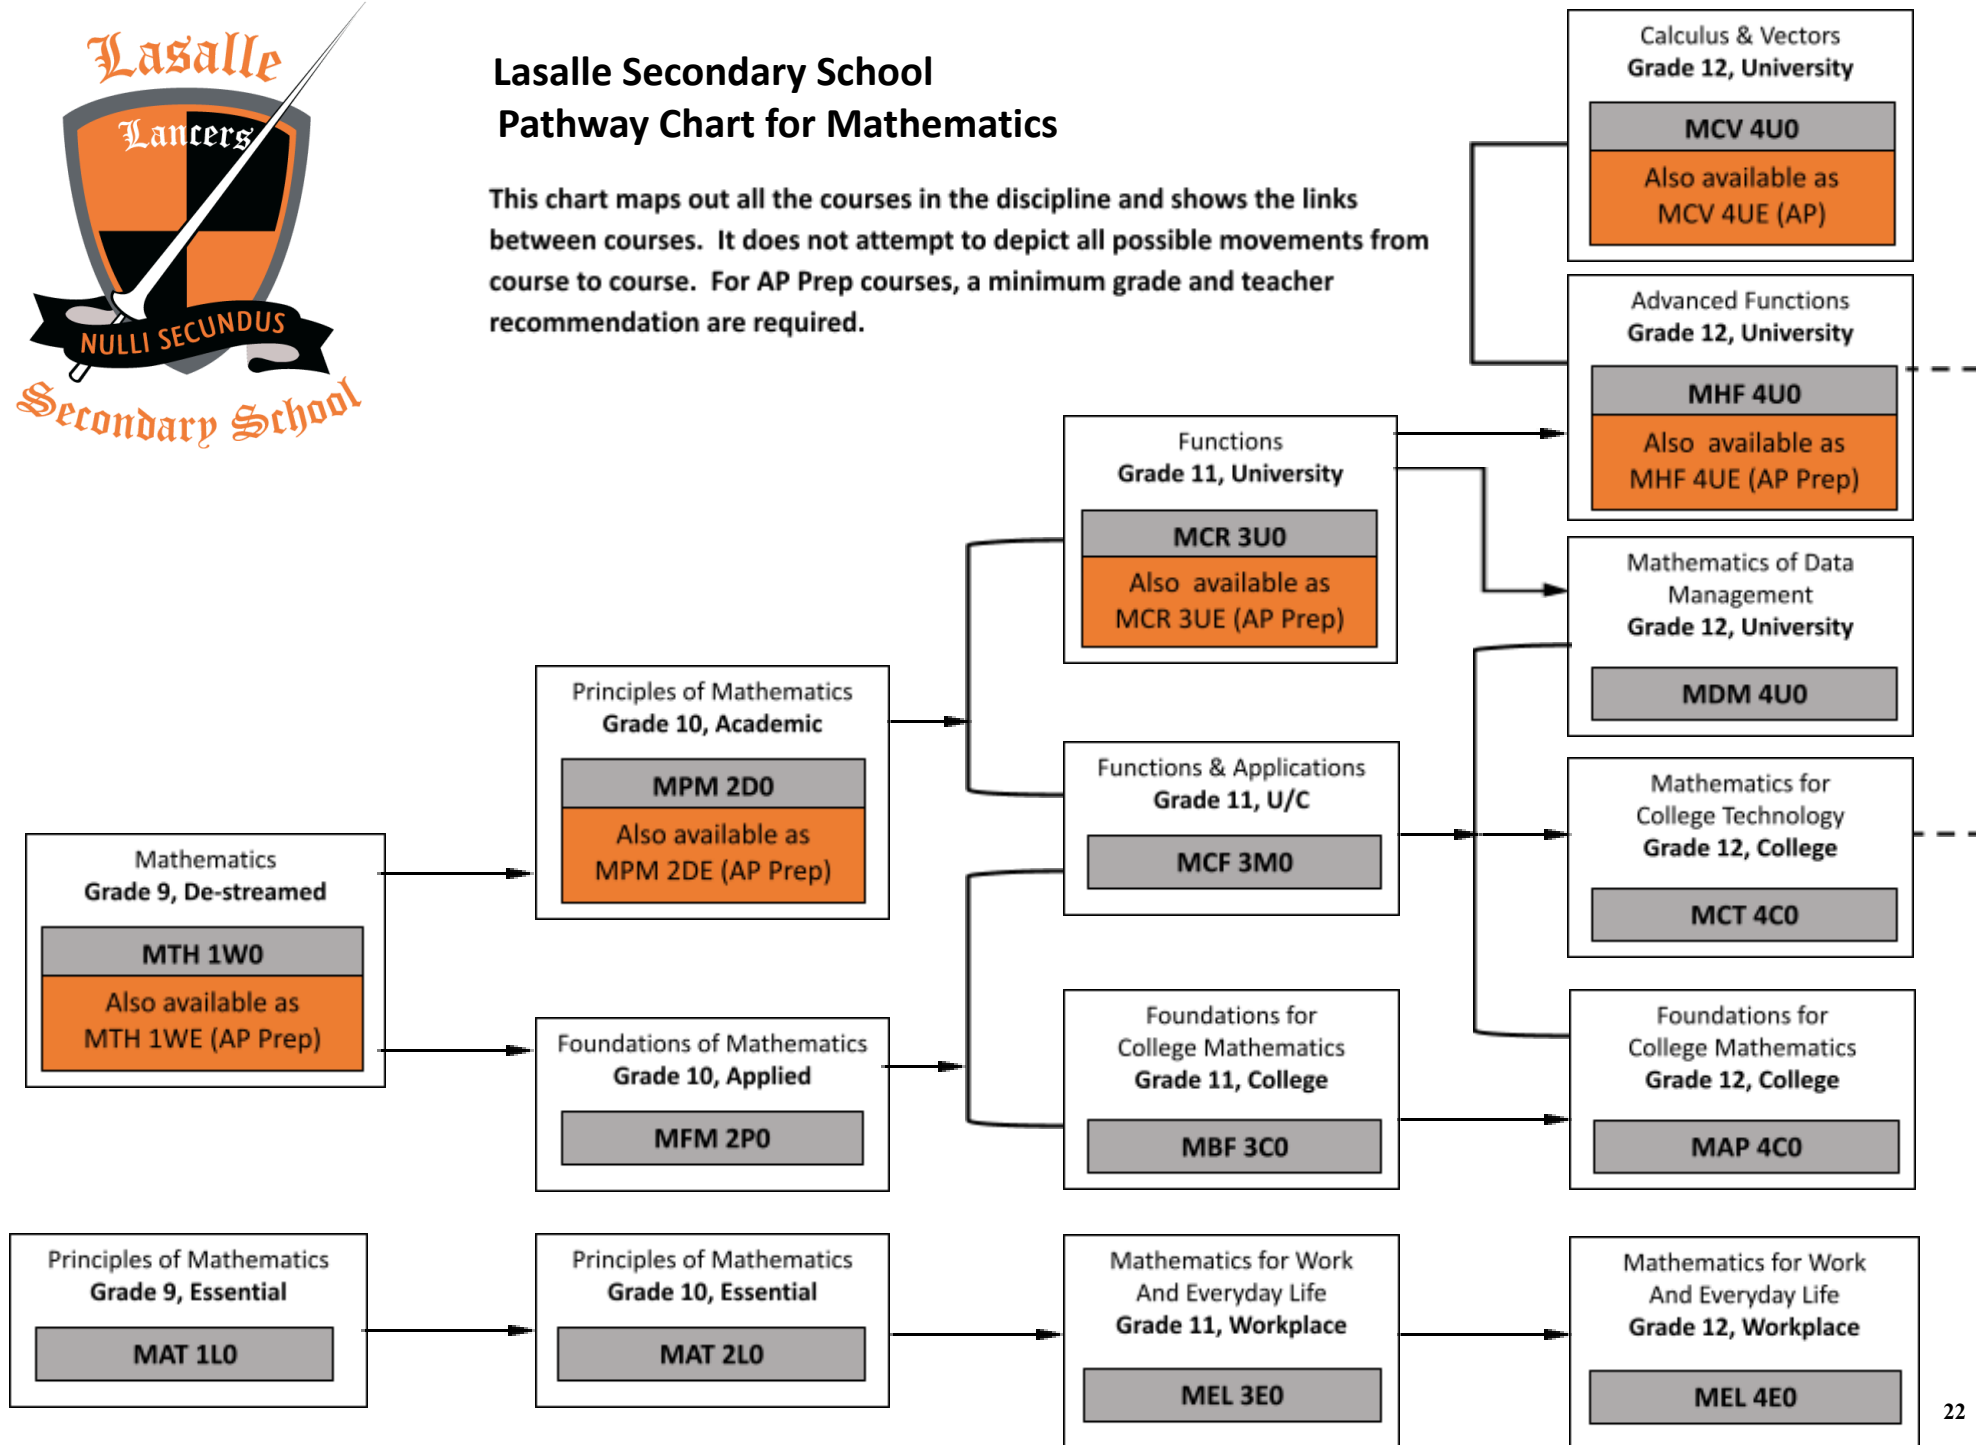 Lasalle
Lancers
NULLI SECUNDUS
Secondary School
Lasalle Secondary School
Pathway Chart for Mathematics
This chart maps out all the courses in the discipline and shows the links
between courses. It does not attempt to depict all possible movements from
course to course. For AP Prep courses, a minimum grade and teacher
recommendation are required.
Mathematics
Grade 9, De-streamed
MTH 1W0
Also available as
MTH 1WE (AP Prep)
Principles of Mathematics
Grade 9, Essential
MAT 1L0
Principles of Mathematics
Grade 10, Academic
MPM 2D0
Also available as
MPM 2DE (AP Prep)
Foundations of Mathematics
Grade 10, Applied
MFM 2P0
Principles of Mathematics
Grade 10, Essential
MAT 2L0
Functions
Grade 11, University
MCR 3U0
Also available as
MCR 3UE (AP Prep)
Functions & Applications
Grade 11, U/C
MCF 3M0
Foundations for
College Mathematics
Grade 11, College
MBF 3C0
Mathematics for Work
And Everyday Life
Grade 11, Workplace
MEL 3E0
Calculus & Vectors
Grade 12, University
MCV 4U0
Also available as
MCV 4UE (AP)
Advanced Functions
Grade 12, University
MHF 4U0
Also available as
MHF 4UE (AP Prep)
Mathematics of Data
Management
Grade 12, University
MDM 4U0
Mathematics for
College Technology
Grade 12, College
MCT 4C0
Foundations for
College Mathematics
Grade 12, College
MAP 4C0
Mathematics for Work
And Everyday Life
Grade 12, Workplace
MEL 4E0
22